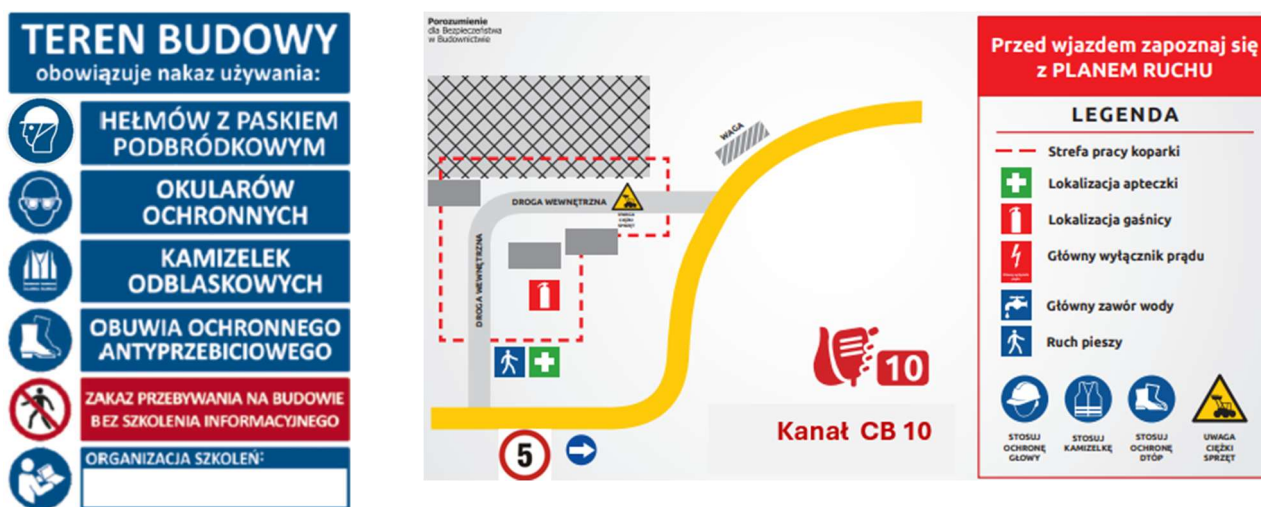 TEREN BUDOWY
obowiązuje nakaz używania:
HEŁMÓW Z PASKIEM
PODBRÓDKOWYM
OKULARÓW
OCHRONNYCH
KAMIZELEK
ODBLASKOWYCH
OBUWIA OCHRONNEGO
ANTYPRZEBICIOWEGO
ZAKAZ PRZEBYWANIA NA BUDOWIE
BEZ SZKOLENIA INFORMACYJNEGO
ORGANIZACJA SZKOLEŃ:
Porozumienie
dla Bezpieczeństwa
w Budownictwie
WAGA
DROGA WEWNĘTRZNA
UWAGA
CIĘŻKI
SPRZĘT
DROGA WEWNĘTRZNA
10
Kanał CB 10
5
Przed wjazdem zapoznaj się
z PLANEM RUCHU
LEGENDA
Strefa pracy koparki
Lokalizacja apteczki
Lokalizacja gaśnicy
Główny wyłącznik prądu
Główny zawór wody
Ruch pieszy
STOSUJ
OCHRONĘ
GŁOWY
STOSUJ
KAMIZELKĘ
STOSUJ
OCHRONĘ
DTÓP
UWAGA
CIĘŻKI
SPRZĘT